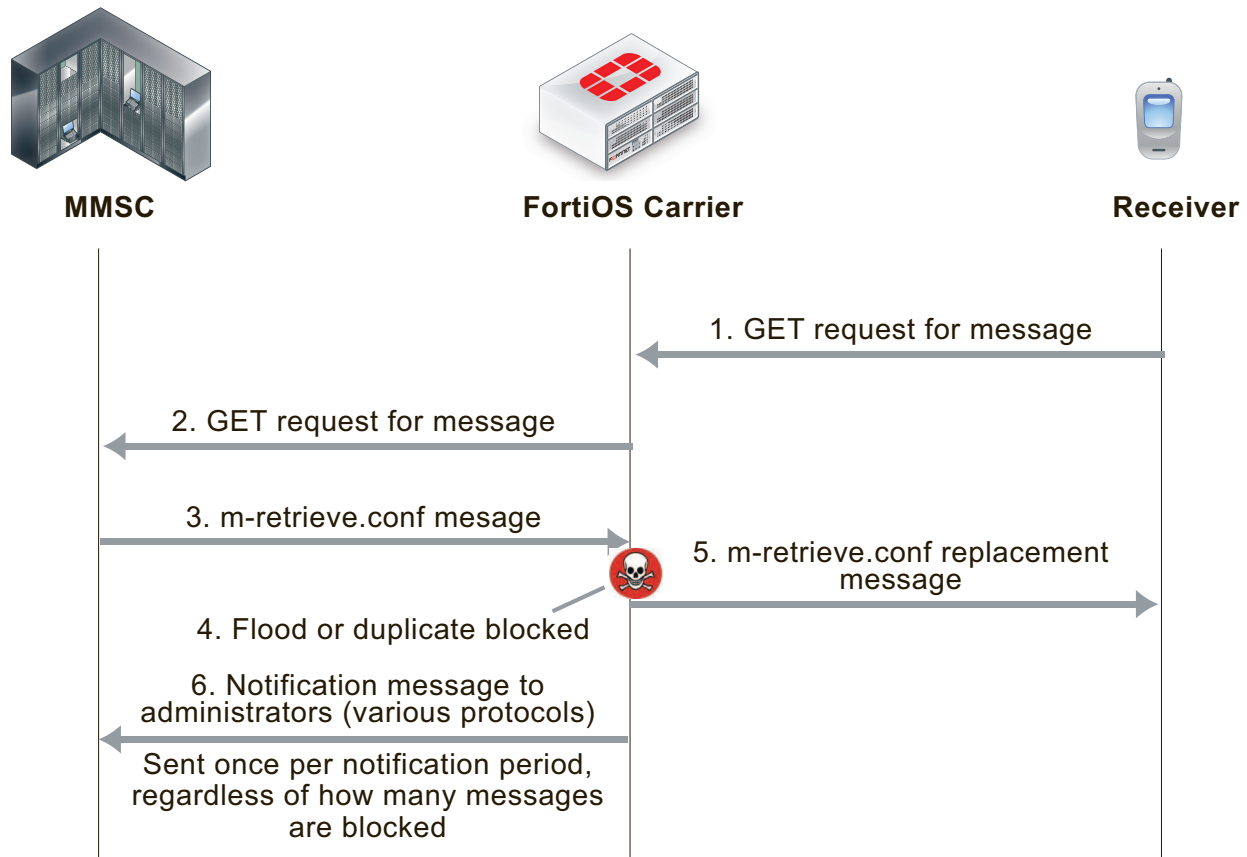 MMSC
FortiOS Carrier
Receiver
1. GET request for message
2. GET request for message
3. m-retrieve.conf mesage
5. m-retrieve.conf replacement
message
4. Flood or duplicate blocked
6. Notification message to
administrators (various protocols)
Sent once per notification period,
regardless of how many messages
are blocked